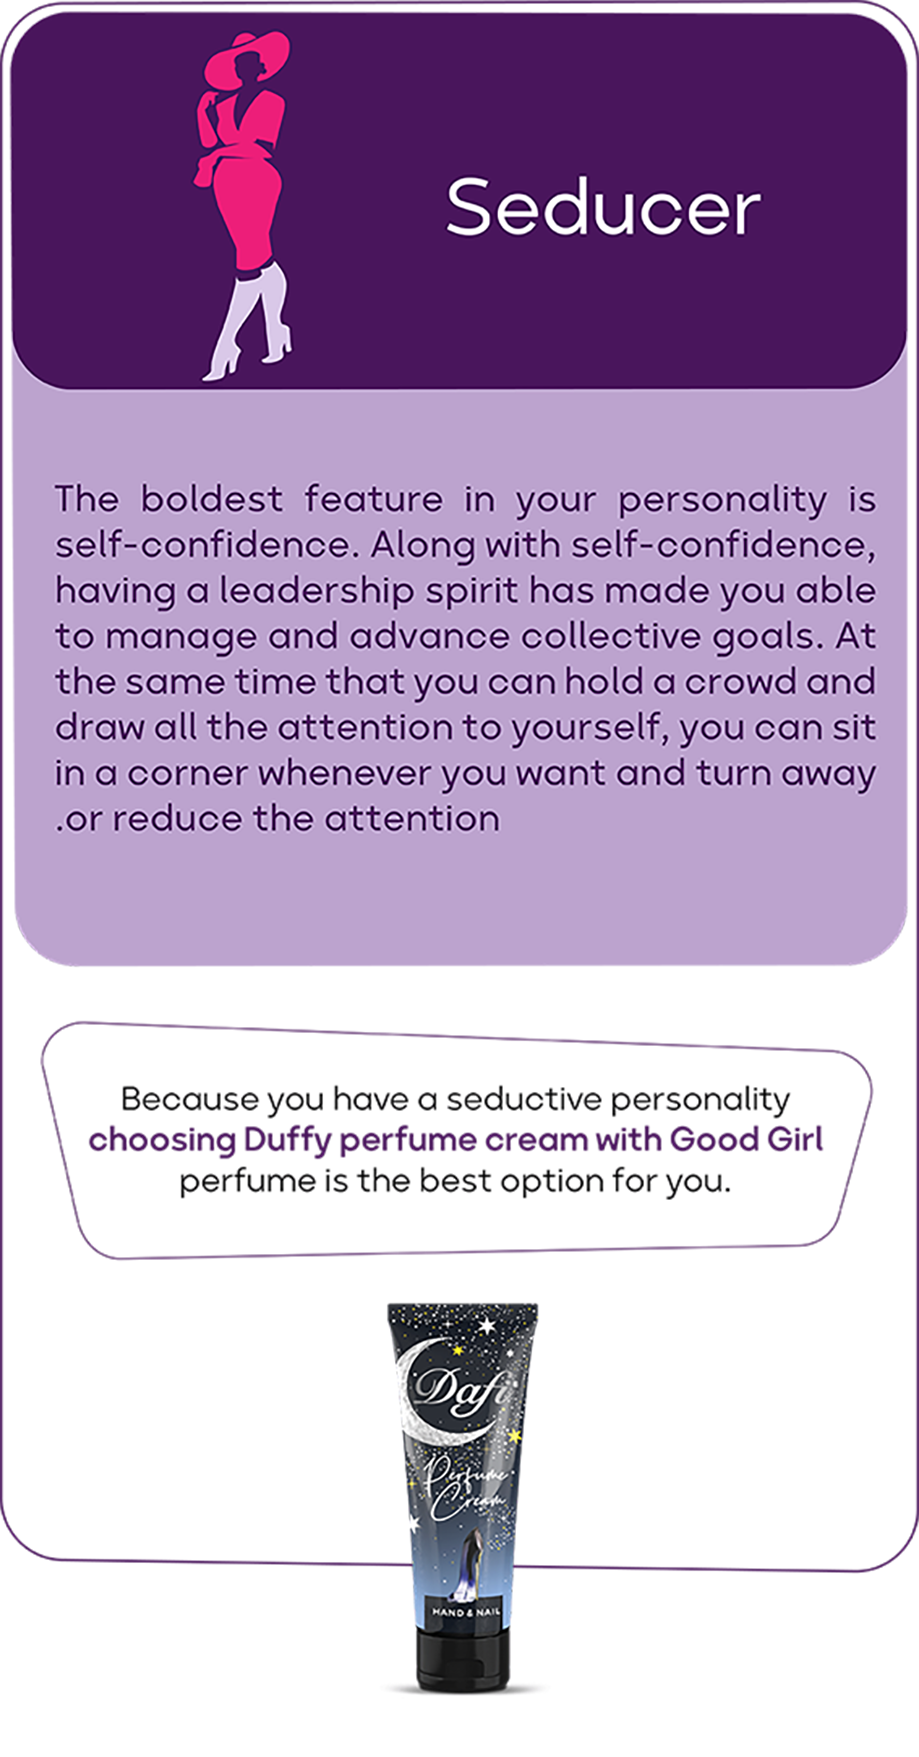 Seducer
The boldest feature in your personality is
self-confidence. Along with self-confidence,
having a leadership spirit has made you able
to manage and advance collective goals. At
the same time that you can hold a crowd and
draw all the attention to yourself, you can sit
in a corner whenever you want and turn away
.or reduce the attention
Because you have a seductive personality
choosing Duffy perfume cream with Good Girl
perfume is the best option for you.
Dafi
Perfume
Cream
HAND & NAIL